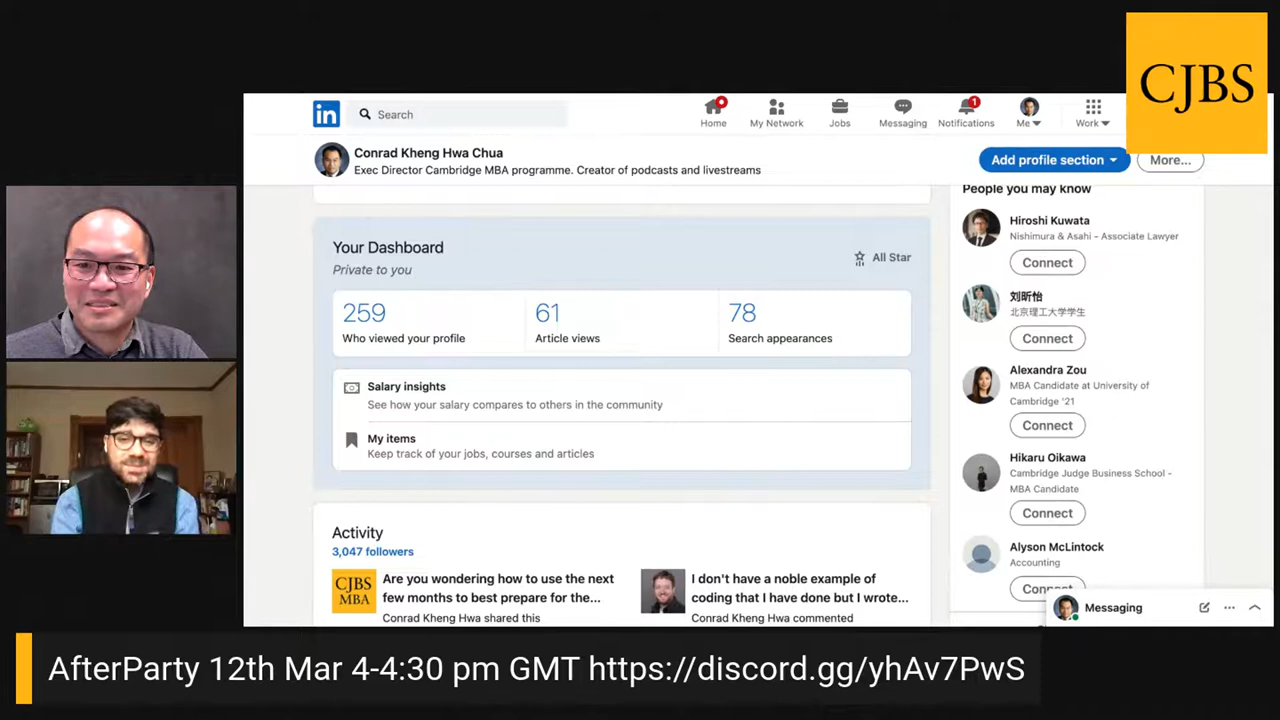 CJBS
in
Search
Home
My Network
Jobs
Messaging
1
Notifications
Me
Work
Conrad Kheng Hwa Chua
Exec Director Cambridge MBA programme. Creator of podcasts and livestreams
Add profile section
More...
Your Dashboard
Private to you
All Star
259
Who viewed your profile
61
Article views
78
Search appearances
Salary insights
See how your salary compares to others in the community
My items
Keep track of your jobs, courses and articles
Activity
3,047 followers
CJBS
MBA
Are you wondering how to use the next
few months to best prepare for the...
Conrad Kheng Hwa shared this
I don't have a noble example of
coding that I have done but I wrote...
Conrad Kheng Hwa commented
People you may know
Hiroshi Kuwata
Nishimura & Asahi - Associate Lawyer
Connect
刘昕怡
北京理工大学学生
Connect
Alexandra Zou
MBA Candidate at University of
Cambridge '21
Connect
Hikaru Oikawa
Cambridge Judge Business School -
MBA Candidate
Connect
Alyson McLintock
Accounting
Connect
Messaging
AfterParty 12th Mar 4-4:30 pm GMT https://discord.gg/yhAv7PwS